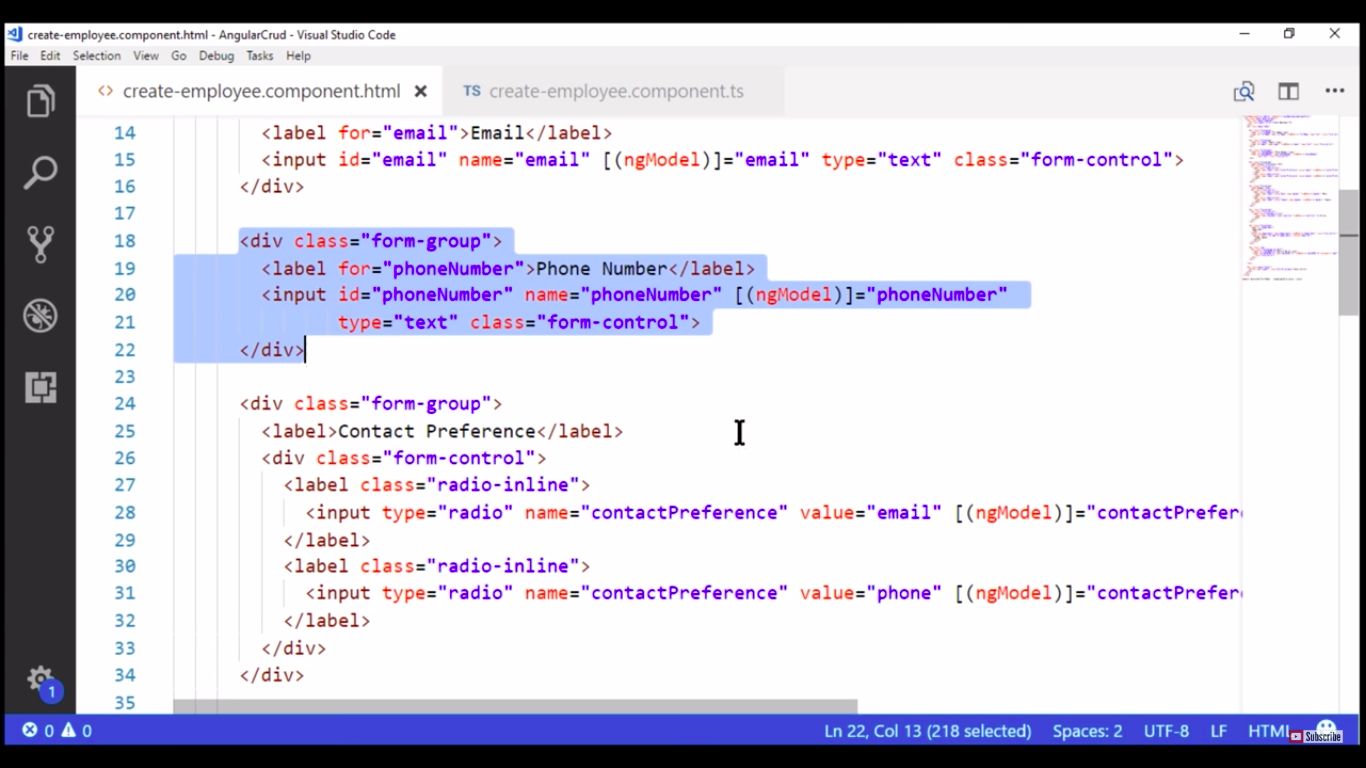 create-employee.component.html - AngularCrud - Visual Studio Code
File Edit Selection View Go Debug Tasks Help
<> create-employee.component.html TS create-employee.component.ts
14 <label for="email">Email</label>
15 <input id="email" name="email" [(ngModel)]="email" type="text" class="form-control">
16 </div>
17
18 <div class="form-group">
19 <label for="phoneNumber">Phone Number</label>
20 <input id="phoneNumber" name="phoneNumber" [(ngModel)]="phoneNumber"
21 type="text" class="form-control">
22 </div>
23
24 <div class="form-group">
25 <label>Contact Preference</label>
26 <div class="form-control">
27 <label class="radio-inline">
28 <input type="radio" name="contactPreference" value="email" [(ngModel)]="contactPrefer
29 </label>
30 <label class="radio-inline">
31 <input type="radio" name="contactPreference" value="phone" [(ngModel)]="contactPrefer
32 </label>
33 </div>
34 </div>
35
1
0 0 Ln 22, Col 13 (218 selected) Spaces: 2 UTF-8 LF HTML
Subscribe